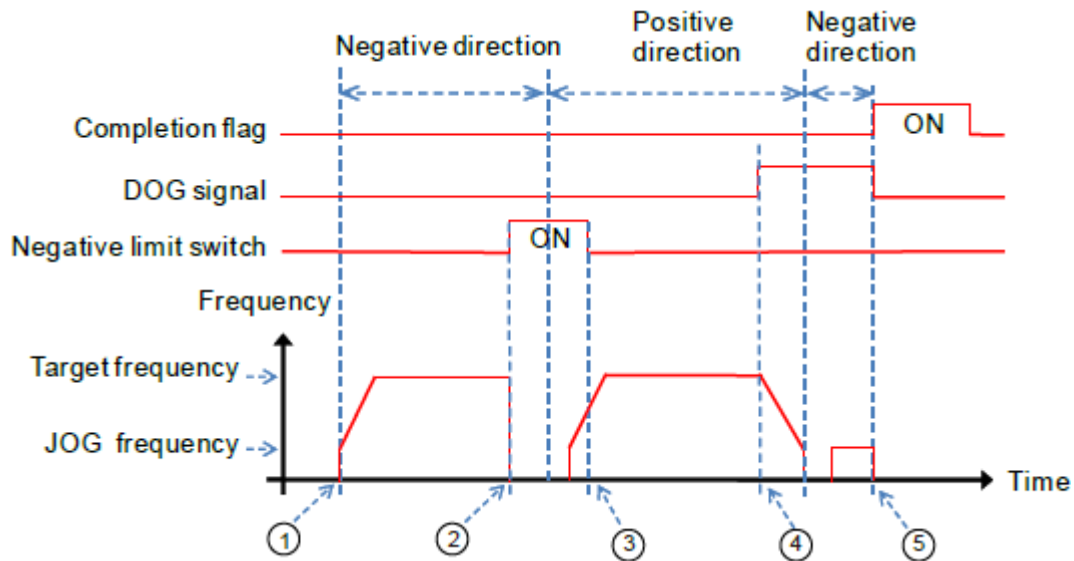 Negative direction
Positive
direction
Negative
direction
Completion flag
ON
DOG signal
Negative limit switch
ON
Frequency
Target frequency
JOG frequency
Time
1
2
3
4
5